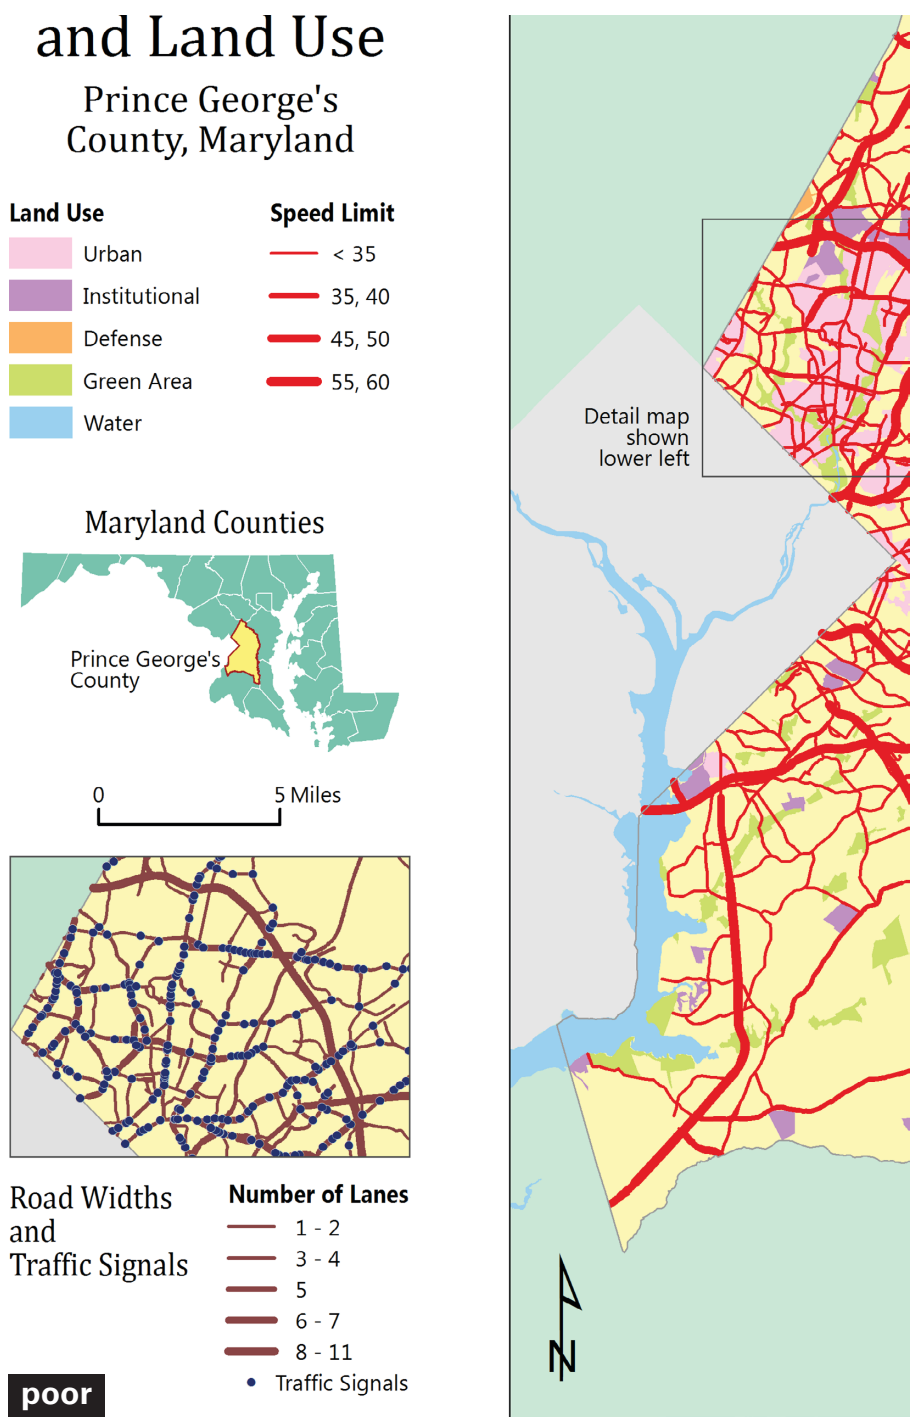 and Land Use
Prince George's
County, Maryland
Land Use
Urban
Institutional
Defense
Green Area
Water
Speed Limit
< 35
35, 40
45, 50
55, 60
Maryland Counties
Prince George's
County
0 5 Miles
Road Widths
and
Traffic Signals
Number of Lanes
1 - 2
3 - 4
5
6 - 7
8 - 11
Traffic Signals
poor
Detail map
shown
lower left
N